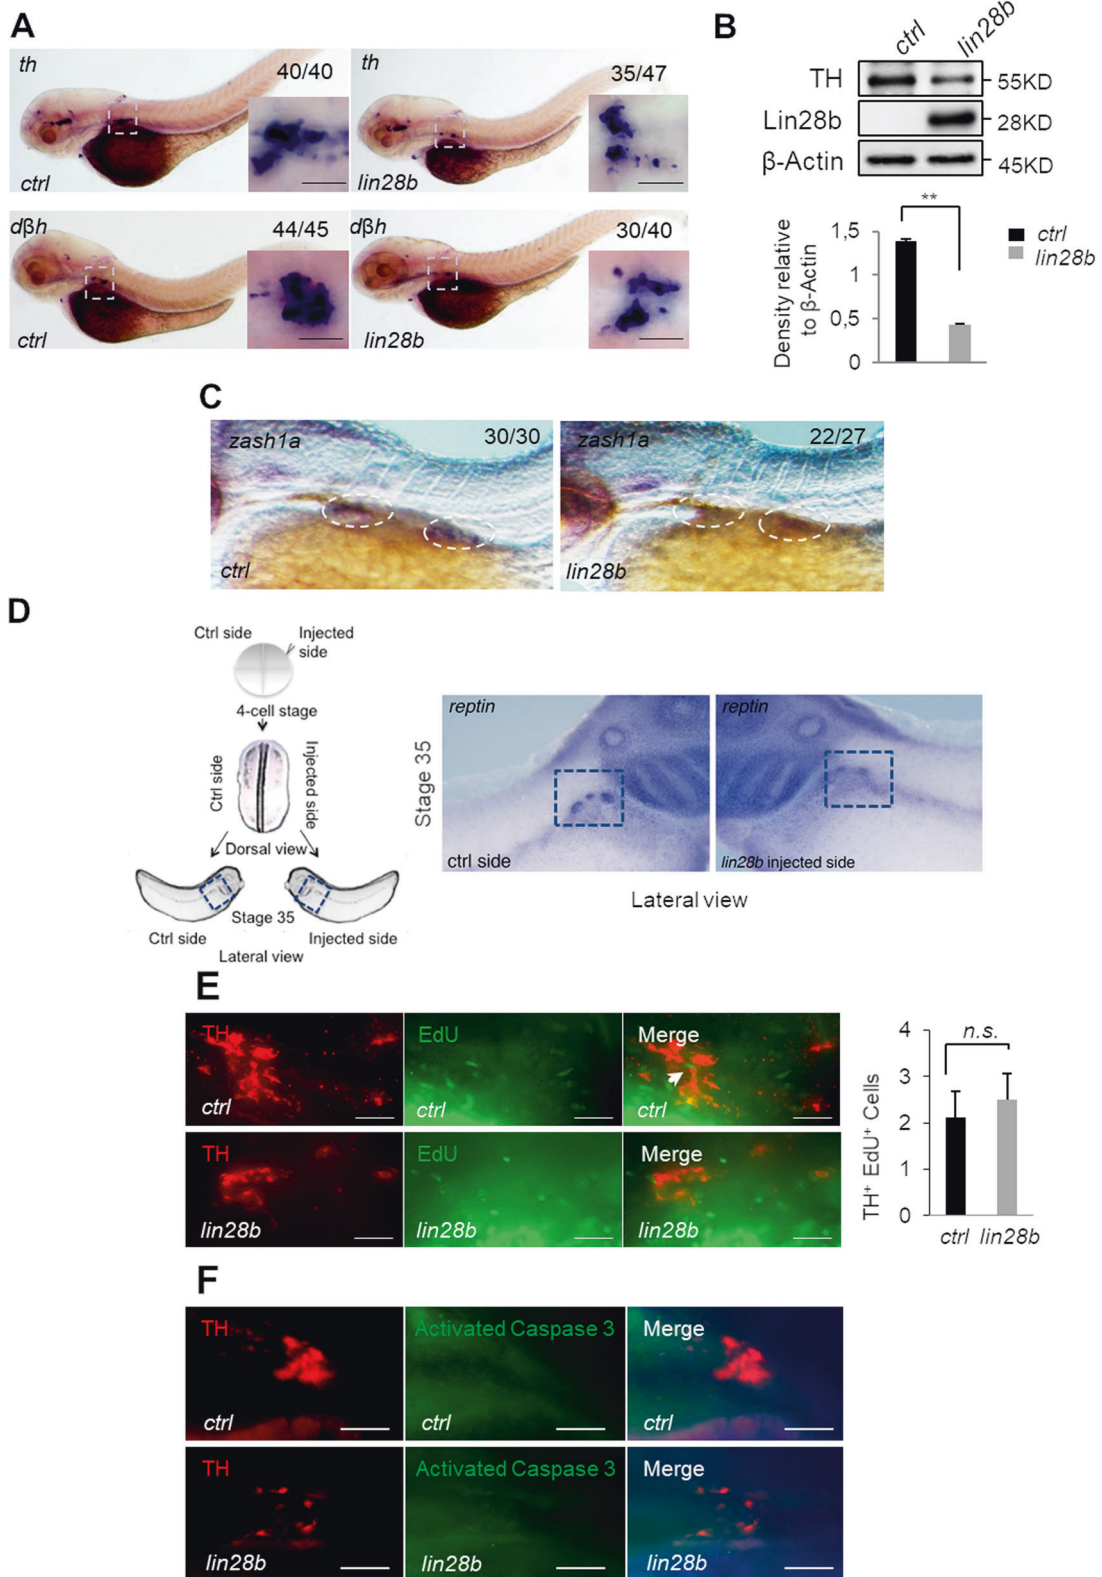 A
th
40/40
ctrl
th
35/47
lin28b
dβh
44/45
ctrl
30/40
lin28b
B
ctrl
lin28b
TH
55KD
Lin28b
28KD
β-Actin
45KD
**
Density relative
to β-Actin
1,5
1
0,5
0
ctrl
lin28b
C
zash1a
30/30
ctrl
zash1a
22/27
lin28b
D
Ctrl side
Injected
side
4-cell stage
Ctrl side
Injected side
Dorsal view
Stage 35
Ctrl side
Injected side
Lateral view
Stage 35
reptin
ctrl side
reptin
lin28b injected side
Lateral view
E
TH
ctrl
EdU
ctrl
Merge
ctrl
TH
lin28b
EdU
lin28b
Merge
lin28b
TH⁺ EdU⁺ Cells
4
3
2
1
0
n.s.
ctrl
lin28b
F
TH
ctrl
Activated Caspase 3
ctrl
Merge
ctrl
TH
lin28b
Activated Caspase 3
lin28b
Merge
lin28b